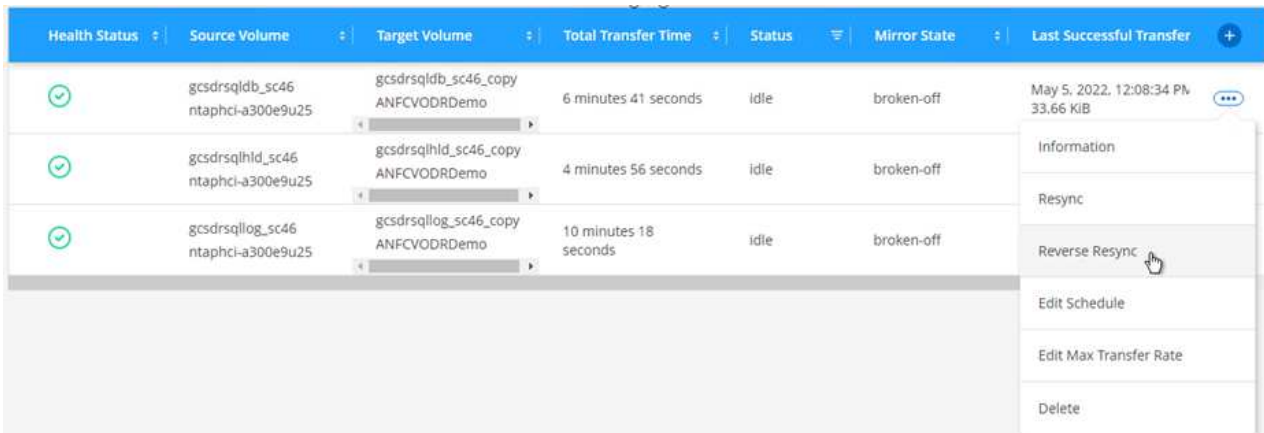 Health Status Source Volume Target Volume Total Transfer Time Status Mirror State Last Successful Transfer +
gcsdrsqldb_sc46
ntaphci-a300e9u25
gcsdrsqldb_sc46_copy
ANFCVODRDemo
6 minutes 41 seconds
idle
broken-off
May 5, 2022, 12:08:34 PM
33.66 KiB
gcsdrsqlhld_sc46
ntaphci-a300e9u25
gcsdrsqlhld_sc46_copy
ANFCVODRDemo
4 minutes 56 seconds
idle
broken-off
gcsdrsqllog_sc46
ntaphci-a300e9u25
gcsdrsqllog_sc46_copy
ANFCVODRDemo
10 minutes 18
seconds
idle
broken-off
Information
Resync
Reverse Resync
Edit Schedule
Edit Max Transfer Rate
Delete